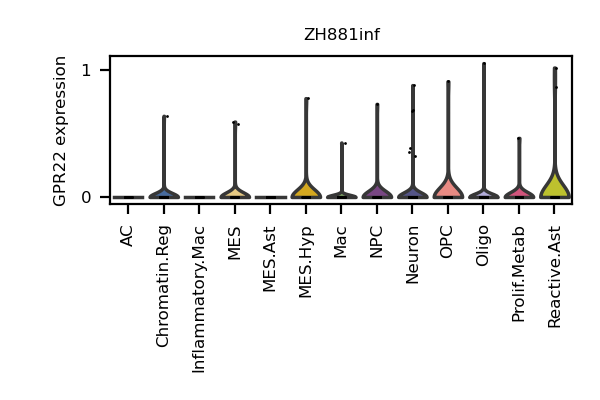 ZH881inf
GPR22 expression
1
0
AC
Chromatin.Reg
Inflammatory.Mac
MES
MES.Ast
MES.Hyp
Mac
NPC
Neuron
OPC
Oligo
Prolif.Metab
Reactive.Ast